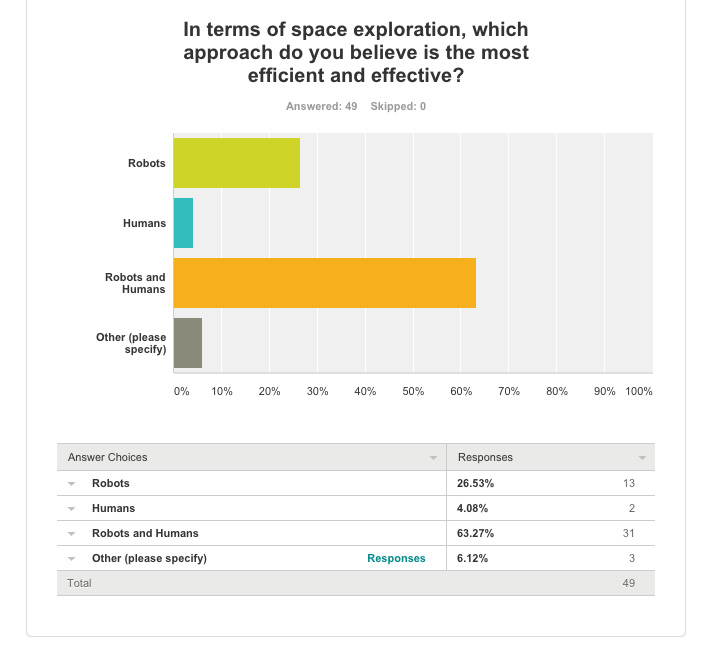 In terms of space exploration, which
approach do you believe is the most
efficient and effective?
Answered: 49 Skipped: 0
Robots
Humans
Robots and
Humans
Other (please
specify)
0% 10% 20% 30% 40% 50% 60% 70% 80% 90% 100%
Answer Choices Responses
Robots 26.53% 13
Humans 4.08% 2
Robots and Humans 63.27% 31
Other (please specify) Responses 6.12% 3
Total 49